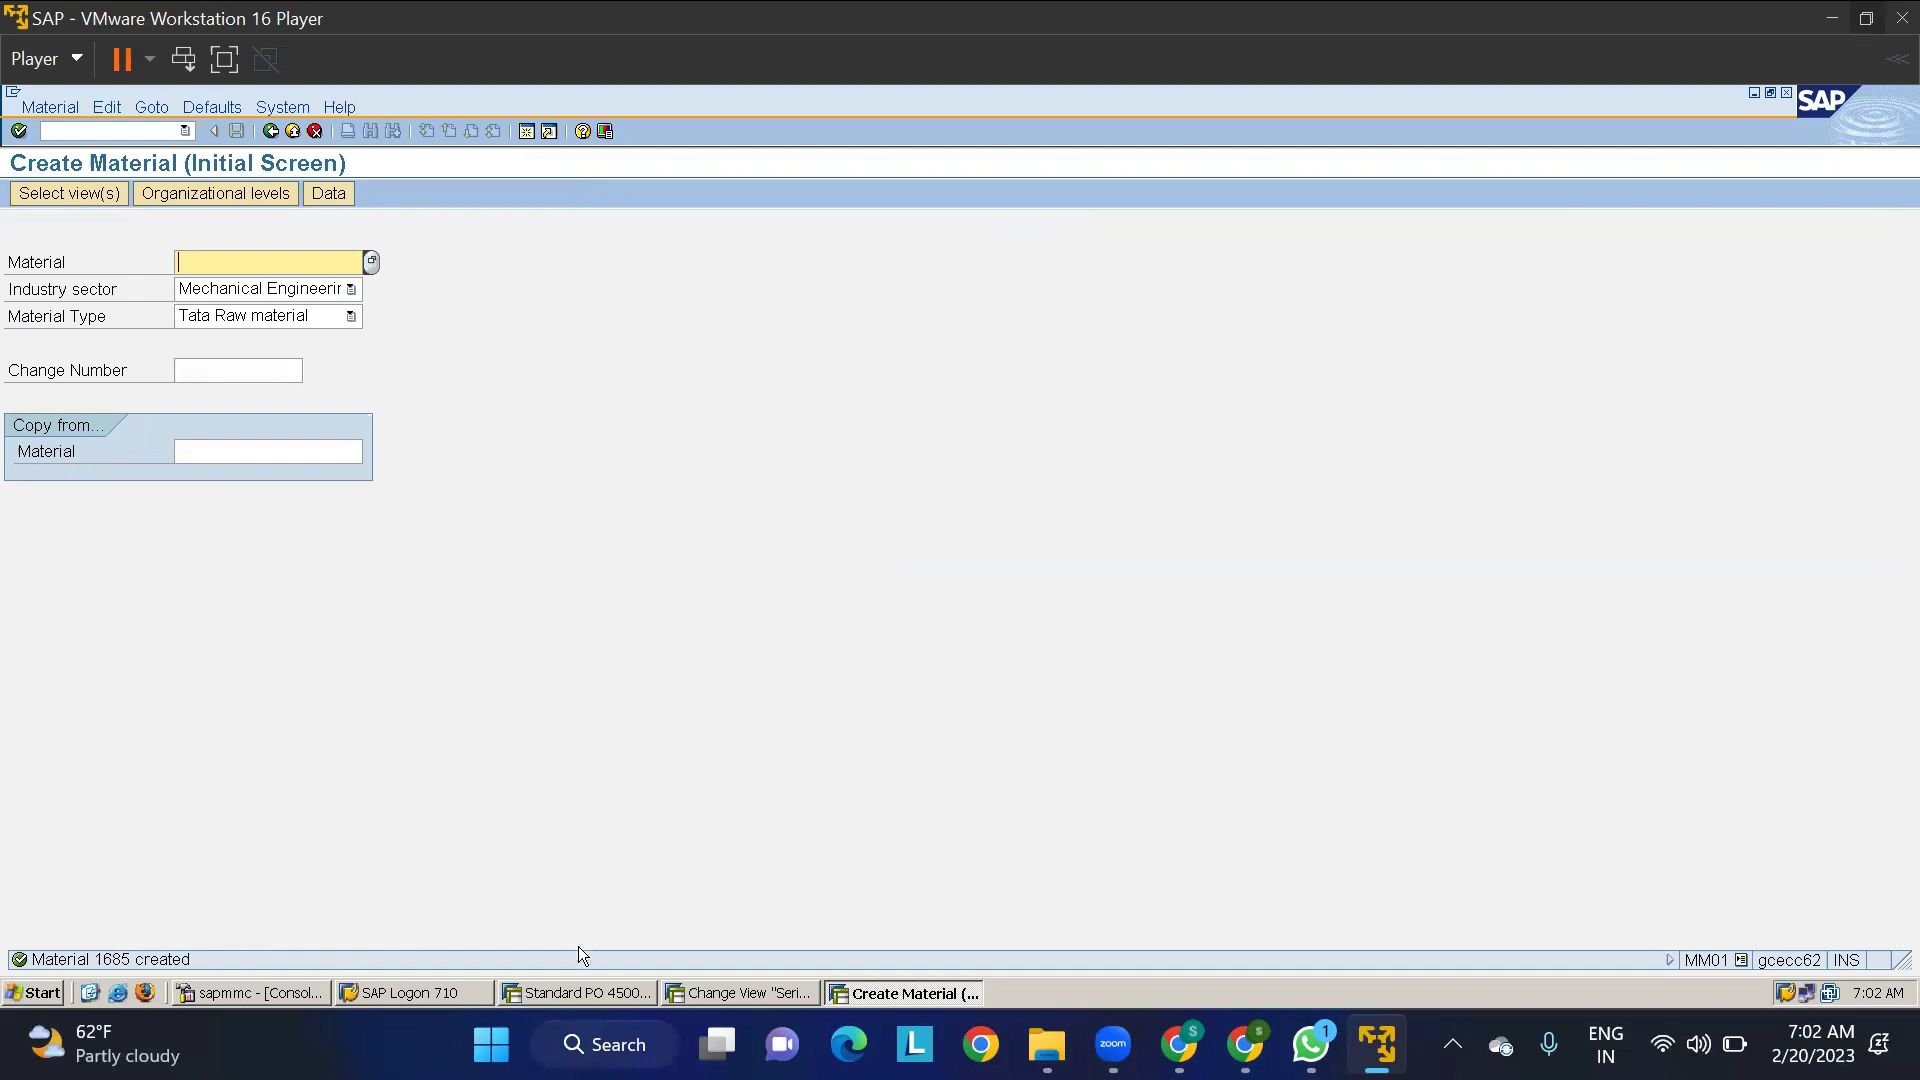 SAP - VMware Workstation 16 Player
Player
Material Edit Goto Defaults System Help
SAP
Create Material (Initial Screen)
Select view(s) Organizational levels Data
Material
Industry sector Mechanical Engineerir
Material Type Tata Raw material
Change Number
Copy from...
Material
Material 1685 created MM01 gcecc62 INS
Start sapmmc - [Consol... SAP Logon 710 Standard PO 4500... Change View "Seri... Create Material (... 7:02 AM
62°F
Partly cloudy
Search
L
zoom
S
s
1
ENG
IN
7:02 AM
2/20/2023